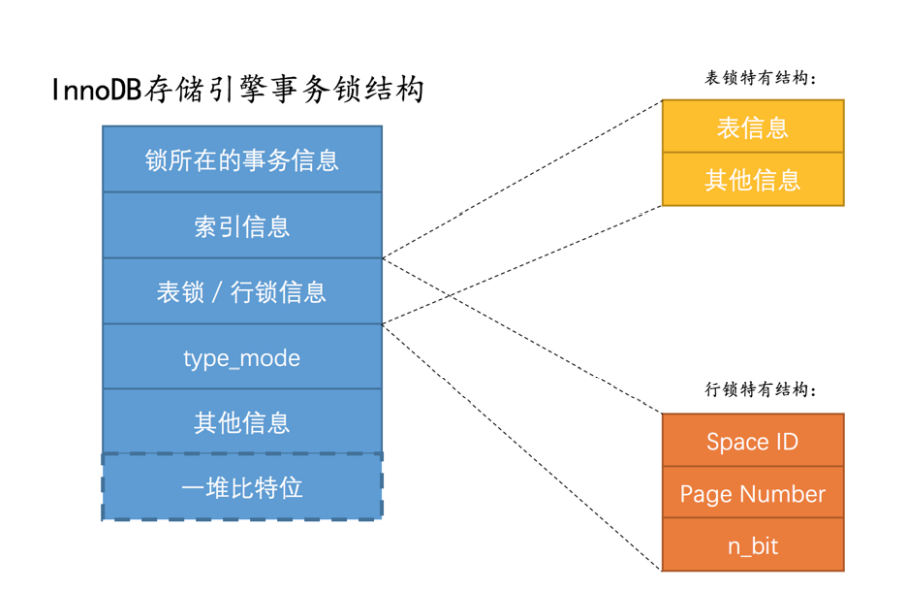 InnoDB存储引擎事务锁结构
锁所在的事务信息
索引信息
表锁 / 行锁信息
type_mode
其他信息
一堆比特位
表锁特有结构：
表信息
其他信息
行锁特有结构：
Space ID
Page Number
n_bit